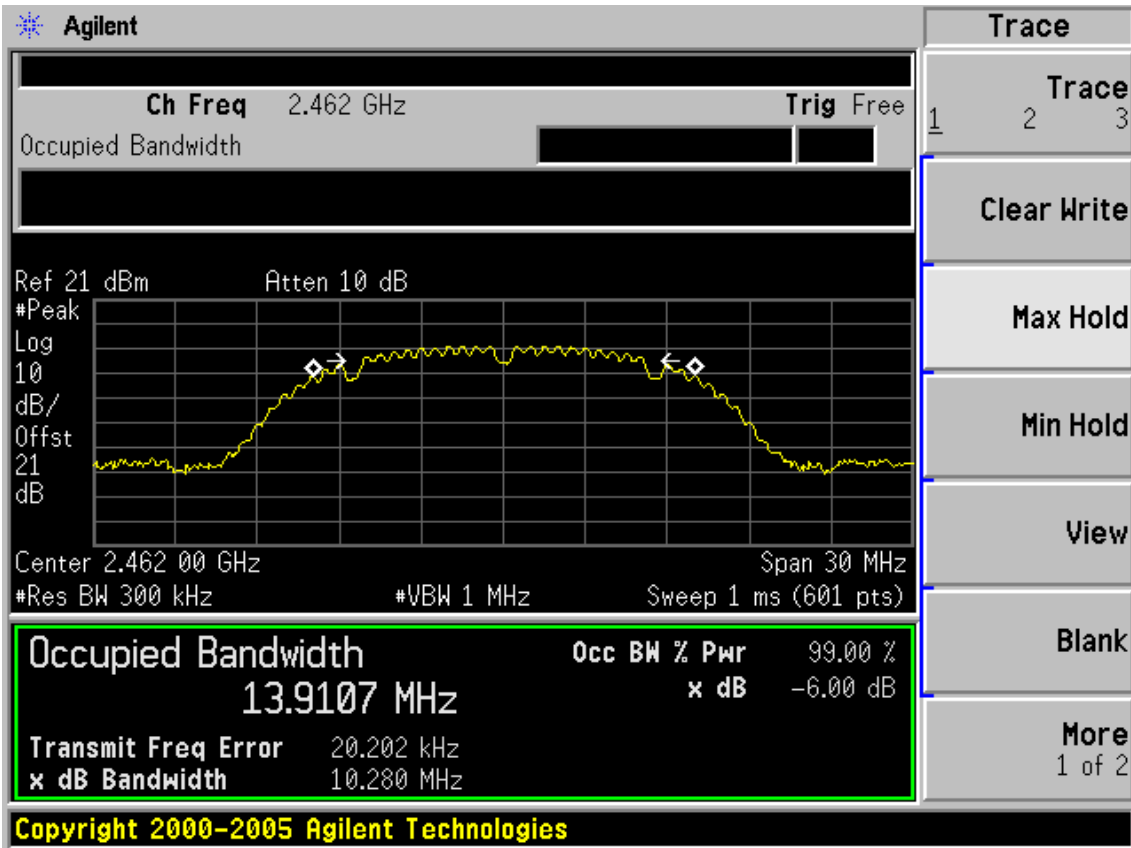 Agilent
Trace
Ch Freq 2.462 GHz Trig Free
Occupied Bandwidth
Trace
1 2 3
Clear Write
Max Hold
Min Hold
View
Blank
More
1 of 2
Ref 21 dBm Atten 10 dB
#Peak
Log
10
dB/
Offst
21
dB
Center 2.462 00 GHz Span 30 MHz
#Res BW 300 kHz #VBW 1 MHz Sweep 1 ms (601 pts)
Occupied Bandwidth
13.9107 MHz
Occ BW % Pwr 99.00 %
x dB -6.00 dB
Transmit Freq Error 20.202 kHz
x dB Bandwidth 10.280 MHz
Copyright 2000-2005 Agilent Technologies